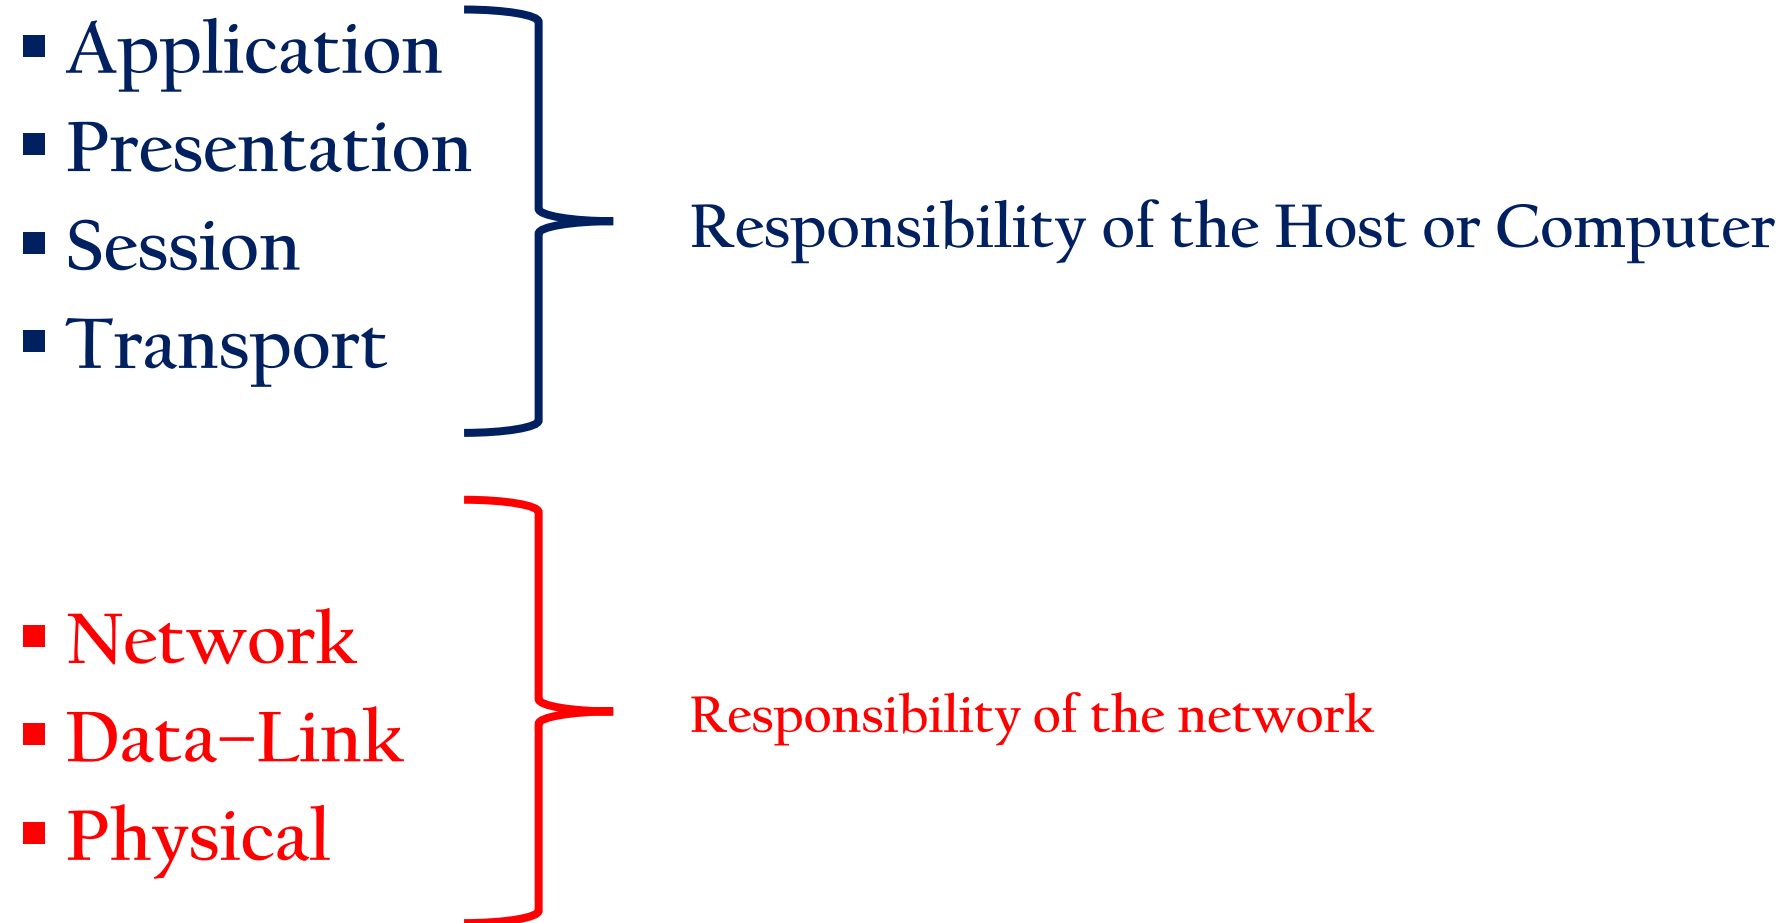 ▪ Application
▪ Presentation
▪ Session
▪ Transport
Responsibility of the Host or Computer
▪ Network
▪ Data–Link
▪ Physical
Responsibility of the network